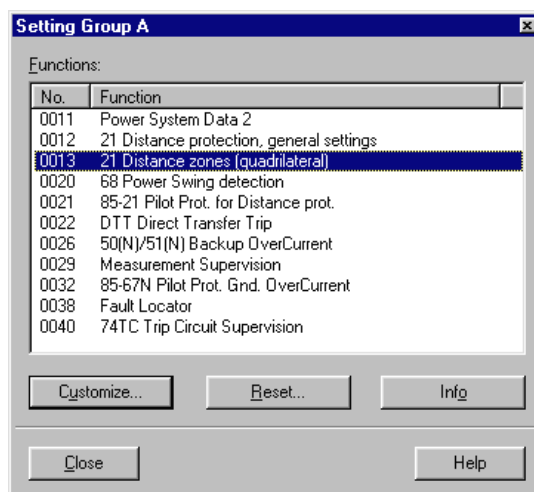 Setting Group A
Functions:
No. Function
0011 Power System Data 2
0012 21 Distance protection, general settings
0013 21 Distance zones (quadrilateral)
0020 68 Power Swing detection
0021 85-21 Pilot Prot. for Distance prot.
0022 DTT Direct Transfer Trip
0026 50(N)/51(N) Backup OverCurrent
0029 Measurement Supervision
0032 85-67N Pilot Prot. Gnd. OverCurrent
0038 Fault Locator
0040 74TC Trip Circuit Supervision
Customize... Reset... Info
Close Help